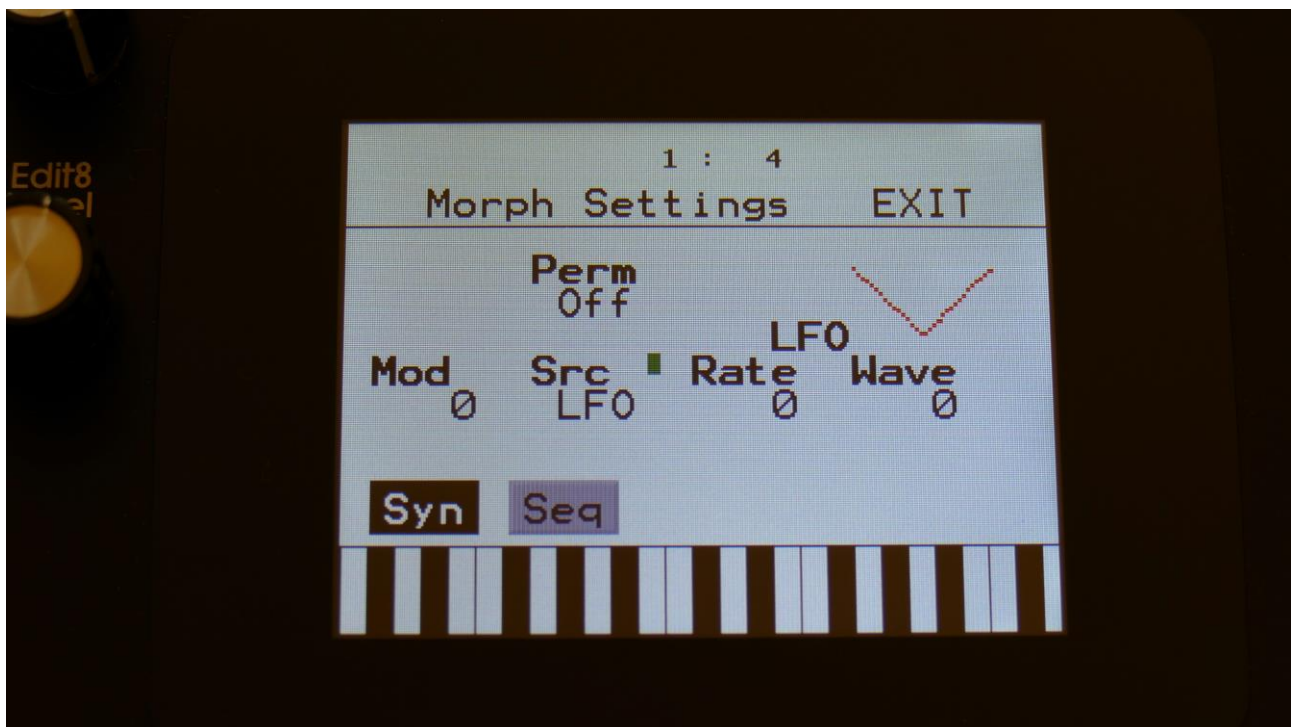 Edit8
1 : 4
Morph Settings EXIT
Perm
Off
LFO
Mod Src Rate Wave
0 LFO 0 0
Syn Seq